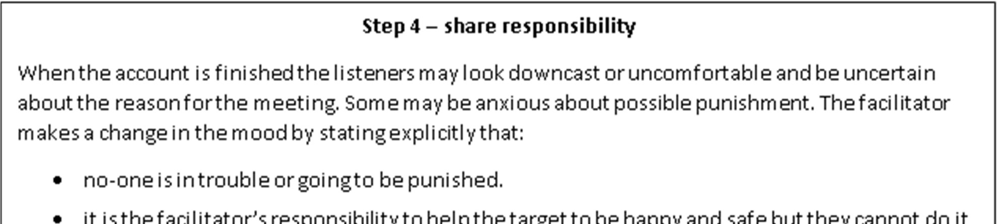 Step 4 – share responsibility
When the account is finished the listeners may look downcast or uncomfortable and be uncertain
about the reason for the meeting. Some may be anxious about possible punishment. The facilitator
makes a change in the mood by stating explicitly that:
• no-one is in trouble or going to be punished.
• it is the facilitator’s responsibility to help the target to be happy and safe but they cannot do it